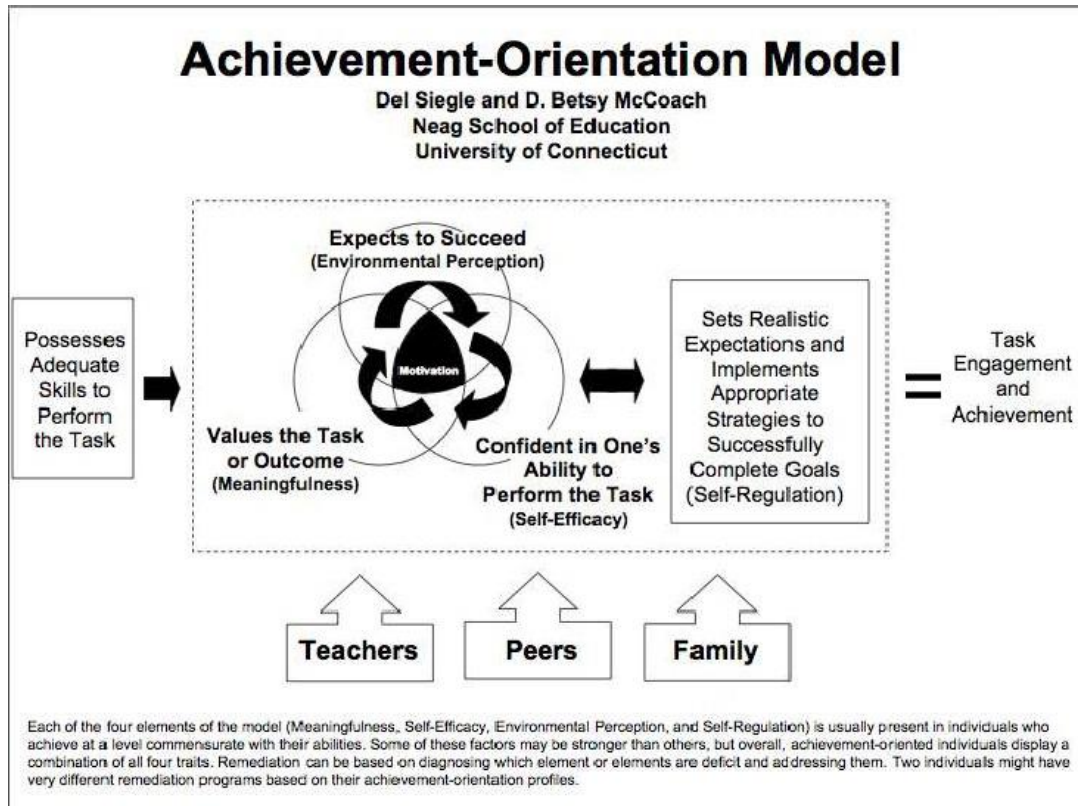 Achievement-Orientation Model
Del Siegle and D. Betsy McCoach
Neag School of Education
University of Connecticut
Possesses
Adequate
Skills to
Perform
the Task
Expects to Succeed
(Environmental Perception)
Motivation
Values the Task
or Outcome
(Meaningfulness)
Confident in One's
Ability to
Perform the Task
(Self-Efficacy)
Sets Realistic
Expectations and
Implements
Appropriate
Strategies to
Successfully
Complete Goals
(Self-Regulation)
=
Task
Engagement
and
Achievement
Teachers
Peers
Family
Each of the four elements of the model (Meaningfulness, Self-Efficacy, Environmental Perception, and Self-Regulation) is usually present in individuals who
achieve at a level commensurate with their abilities. Some of these factors may be stronger than others, but overall, achievement-oriented individuals display a
combination of all four traits. Remediation can be based on diagnosing which element or elements are deficit and addressing them. Two individuals might have
very different remediation programs based on their achievement-orientation profiles.